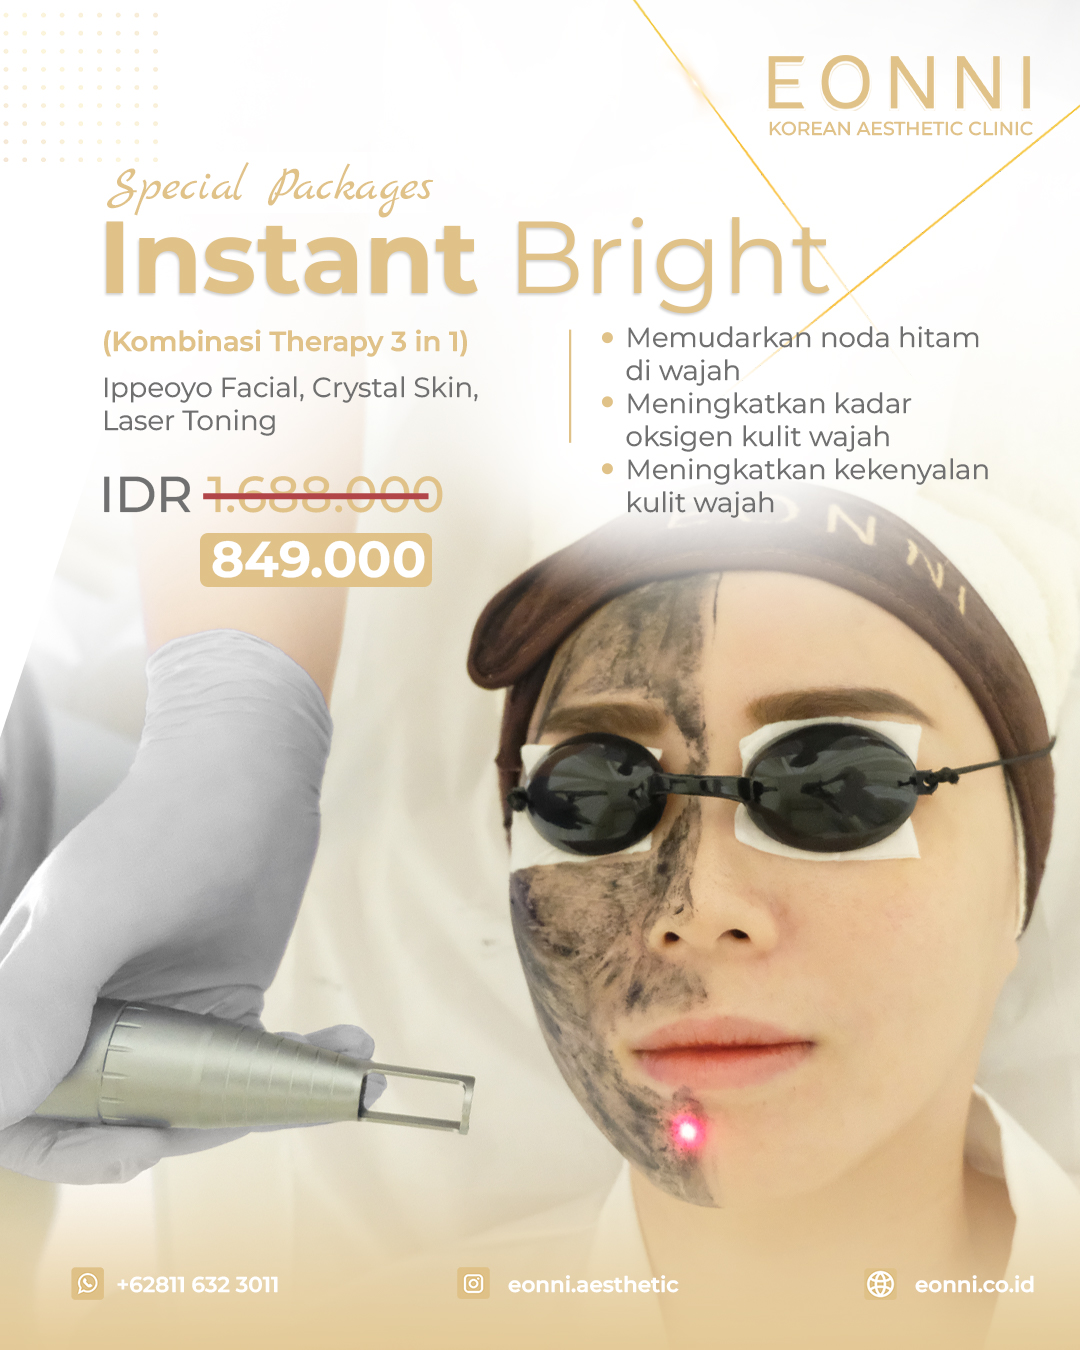 EONNI
KOREAN AESTHETIC CLINIC
Special Packages
Instant Bright
(Kombinasi Therapy 3 in 1)
Ippeoyo Facial, Crystal Skin,
Laser Toning
IDR 1.688.000
849.000
• Memudarkan noda hitam
di wajah
• Meningkatkan kadar
oksigen kulit wajah
• Meningkatkan kekenyalan
kulit wajah
EONNI
+62811 632 3011
eonni.aesthetic
eonni.co.id